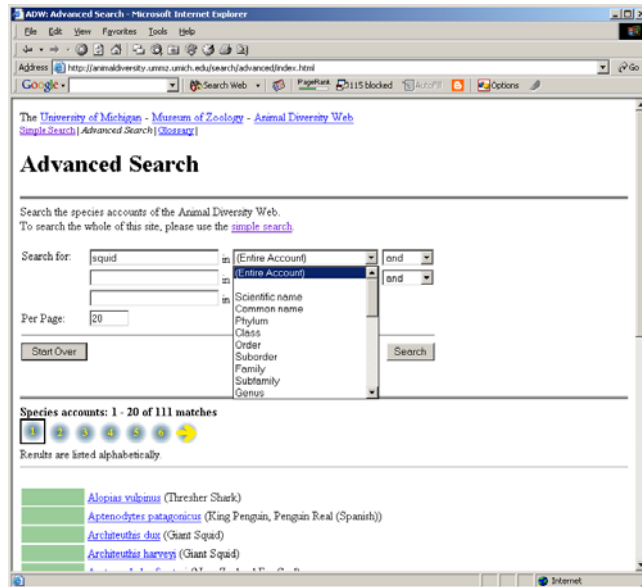 ADW: Advanced Search - Microsoft Internet Explorer
File Edit View Favorites Tools Help
Address http://animaldiversity.ummz.umich.edu/search/advanced/index.html Go
Google Search Web PageRank 115 blocked AutoFill Options
The University of Michigan - Museum of Zoology - Animal Diversity Web
Simple Search | Advanced Search | Glossary |
Advanced Search
Search the species accounts of the Animal Diversity Web.
To search the whole of this site, please use the simple search.
Search for: squid in (Entire Account) and
in (Entire Account) and
in Scientific name
Common name
Per Page: 20 Phylum
Class
Order
Start Over Suborder Search
Family
Subfamily
Genus
Species accounts: 1 - 20 of 111 matches
1 2 3 4 5 6
Results are listed alphabetically.
Alopias vulpinus (Thresher Shark)
Aptenodytes patagonicus (King Penguin, Penguin Real (Spanish))
Architeuthis dux (Giant Squid)
Architeuthis harveyi (Giant Squid)
Internet